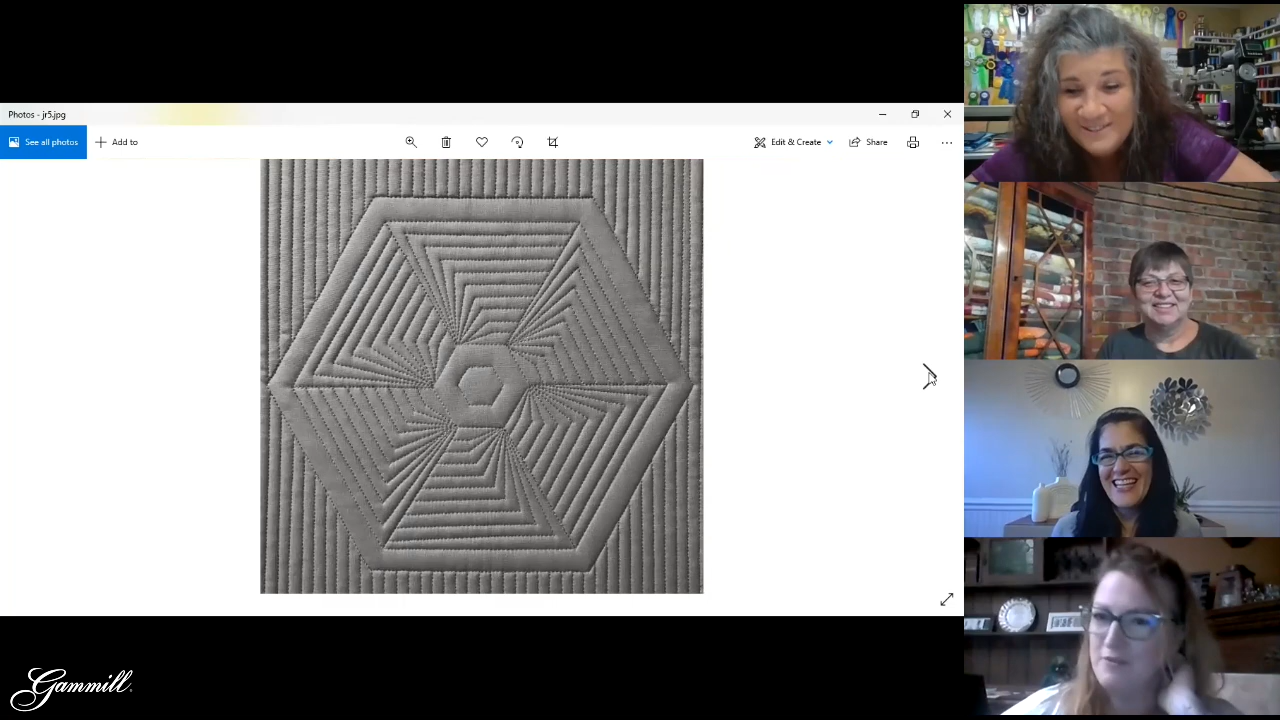 Photos - jr5.jpg
See all photos
Add to
Edit & Create
Share
Gammill